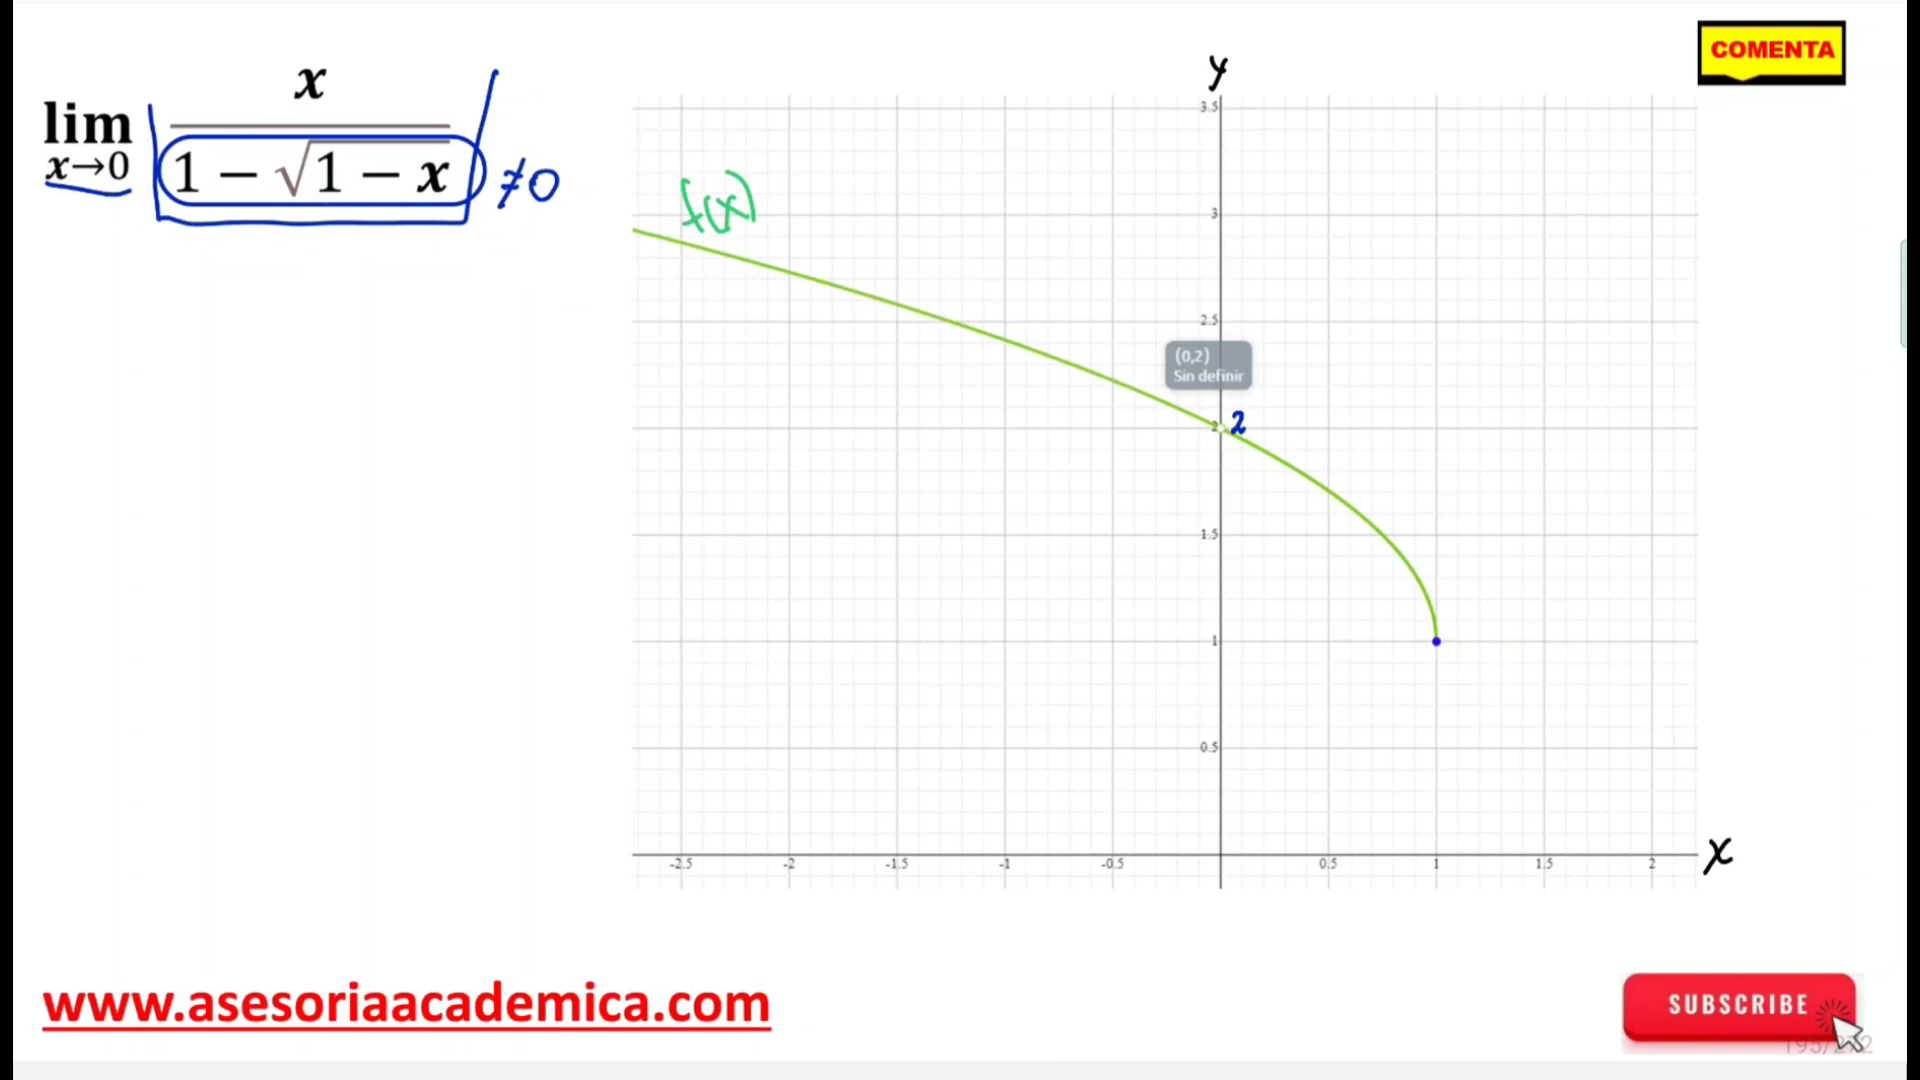 COMENTA
x
lim
x→0
1 − √1 − x
≠0
y
f(x)
3.5
3
2.5
(0,2)
Sin definir
2
2
1.5
1
0.5
-2.5 -2 -1.5 -1 -0.5 0.5 1 1.5 2
x
www.asesoriaacademica.com
SUBSCRIBE